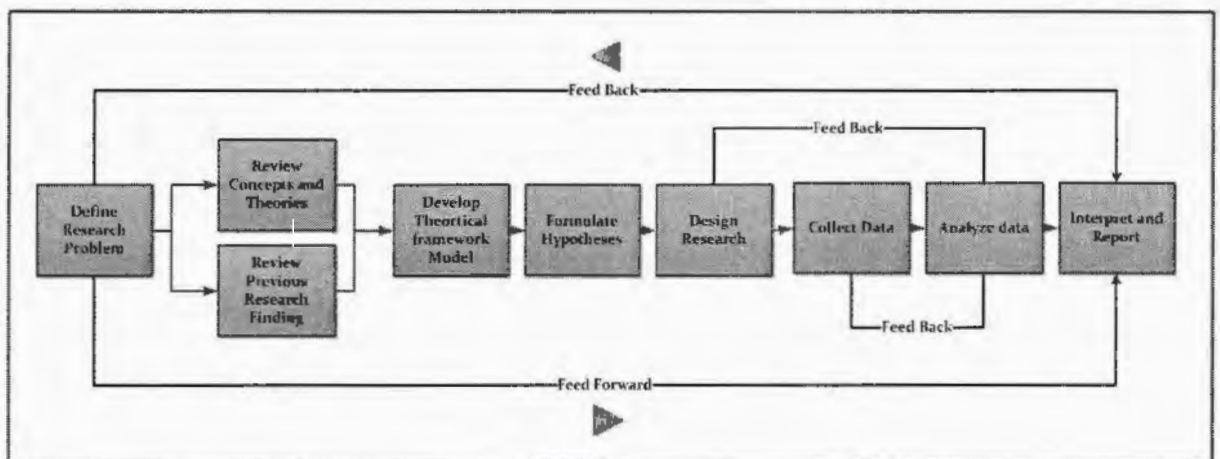 Feed Back
Feed Back
Define
Research
Problem
Review
Concepts and
Theories
Review
Previous
Research
Finding
Develop
Theortical
framework
Model
Formulate
Hypotheses
Design
Research
Collect Data
Analyze data
Interpret and
Report
Feed Back
Feed Forward